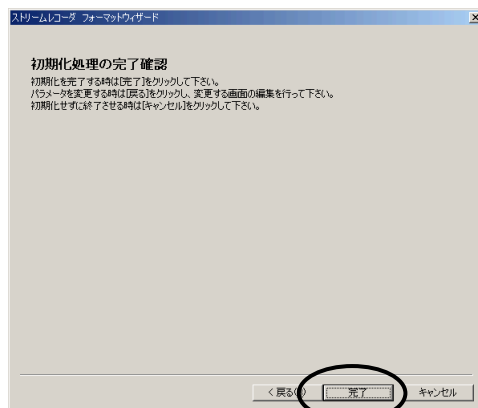 ストリームレコーダ フォーマットウィザード
初期化処理の完了確認
初期化を完了する時は[完了]をクリックして下さい。
パラメータを変更する時は[戻る]をクリックし、変更する画面の編集を行って下さい。
初期化せずに終了させる時は[キャンセル]をクリックして下さい。
< 戻る( )
完了
キャンセル